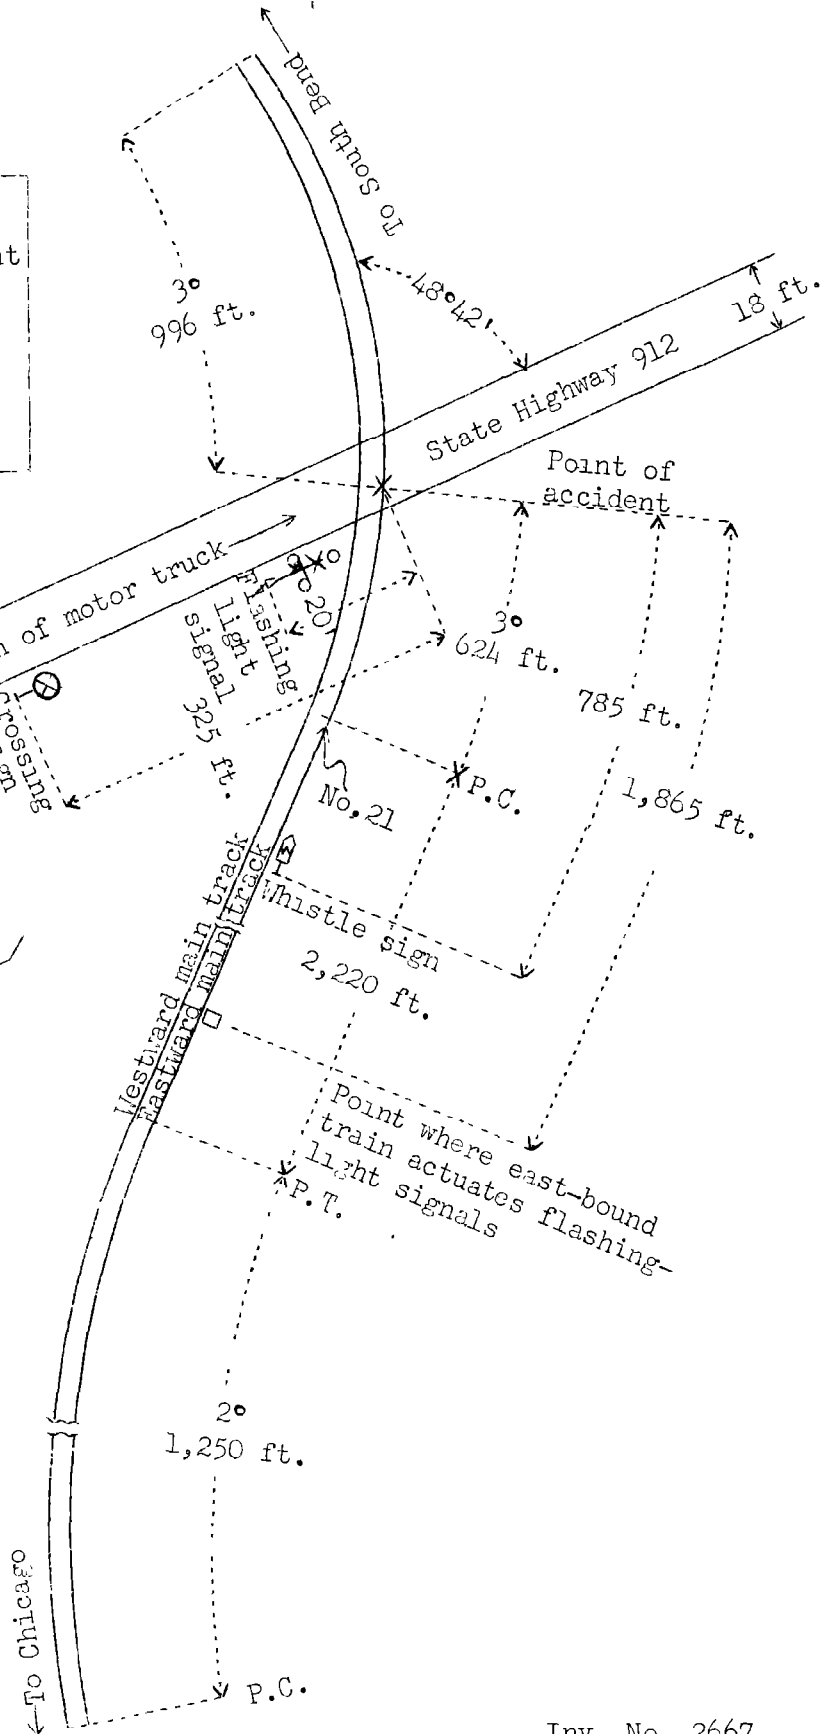 To South Bend
nt
3°
996 ft.
48°42'
18 ft.
State Highway 912
Point of
accident
n of motor truck
Flashing
light
signal
20'
3°
624 ft.
785 ft.
325 ft.
Crossing
sign
No. 21
P.C.
1,865 ft.
Westward main track
Eastward main track
W
Whistle sign
2,220 ft.
Point where east-bound
train actuates flashing-
light signals
P.T.
2°
1,250 ft.
To Chicago
P.C.
Inv. No. 2667